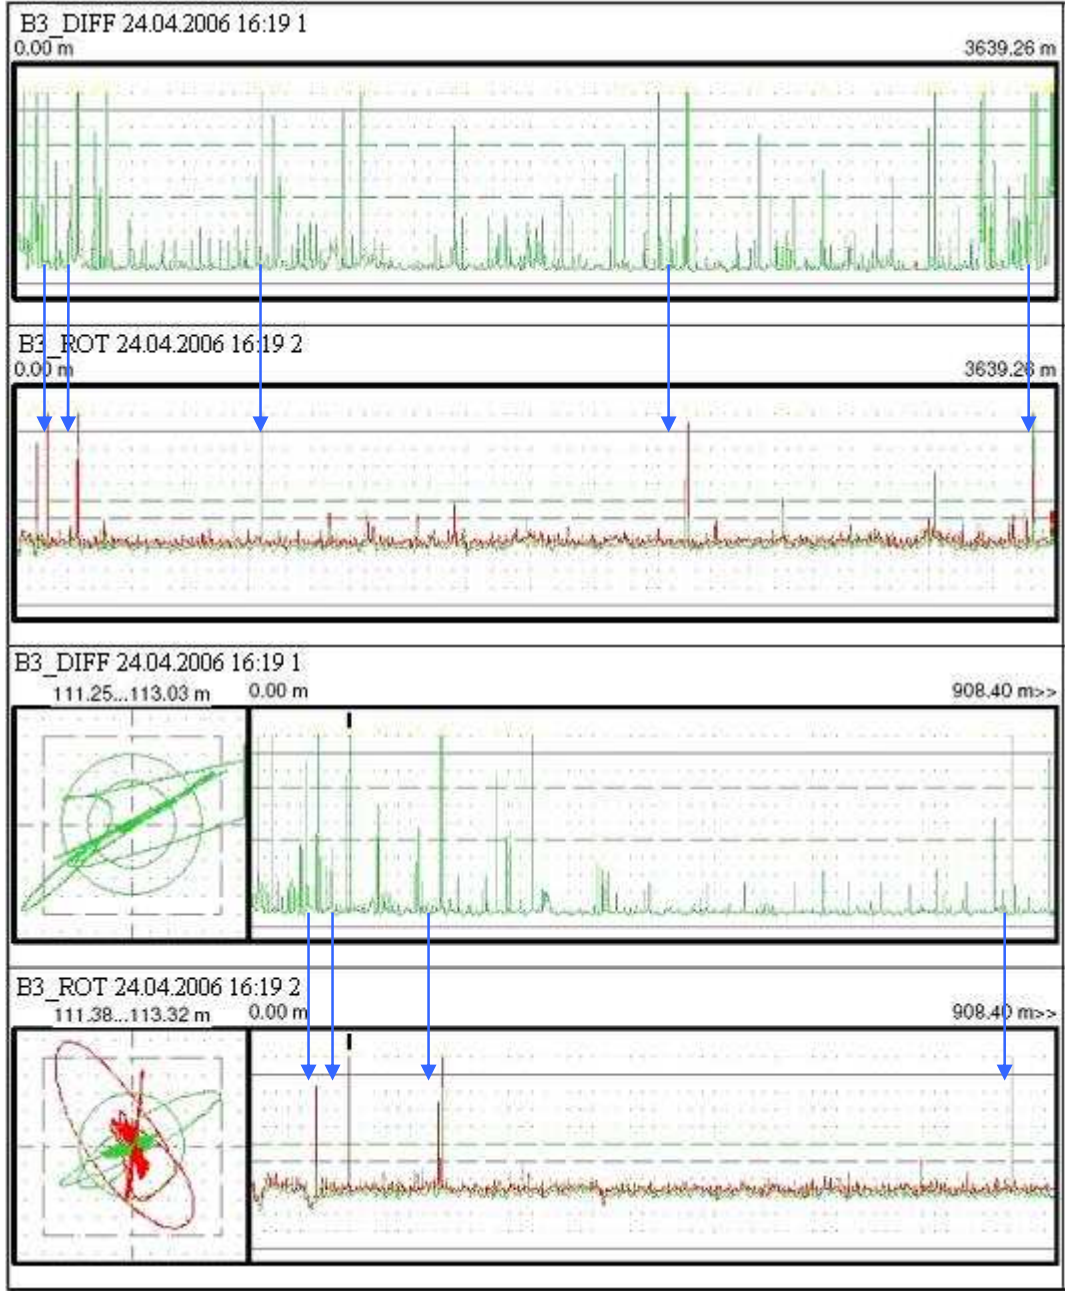 B3_DIFF 24.04.2006 16:19 1
0.00 m 3639.26 m
B3_ROT 24.04.2006 16:19 2
0.00 m 3639.26 m
B3_DIFF 24.04.2006 16:19 1
111.25...113.03 m 0.00 m 908.40 m>>
B3_ROT 24.04.2006 16:19 2
111.38...113.32 m 0.00 m 908.40 m>>